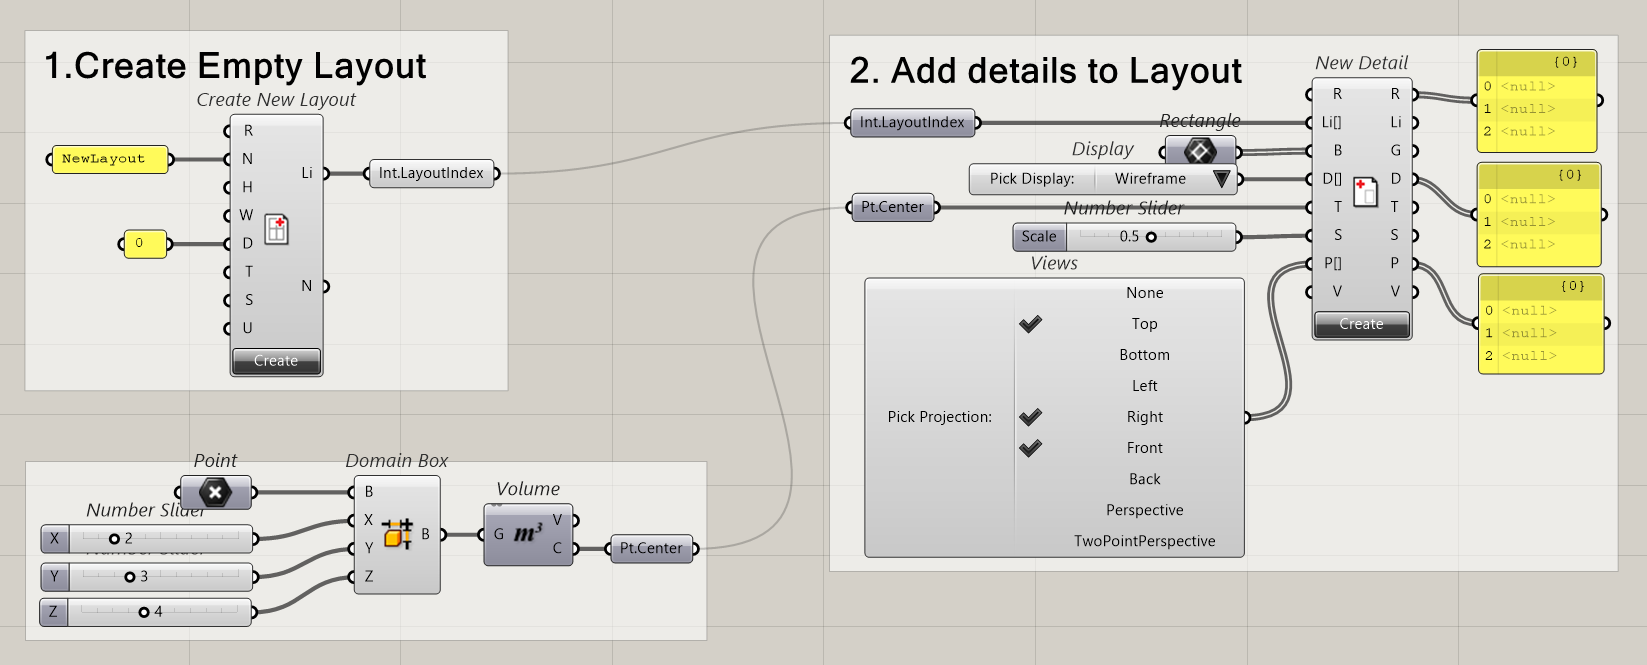 1.Create Empty Layout
Create New Layout
R
NewLayout
N
H
Li
Int.LayoutIndex
W
0
D
T
N
S
U
Create
2. Add details to Layout
New Detail
R
R
Int.LayoutIndex
Li[]
Li
Rectangle
Display
B
G
Pick Display:
Wireframe
D[]
D
Pt.Center
T
T
Number Slider
Scale
0.5
S
S
Views
P[]
P
V
V
Create
None
Top
Bottom
Left
Pick Projection:
Right
Front
Back
Perspective
TwoPointPerspective
{0}
0 <null>
1 <null>
2 <null>
{0}
0 <null>
1 <null>
2 <null>
{0}
0 <null>
1 <null>
2 <null>
Point
Domain Box
Number Slider
X
2
Number Slider
Y
3
Z
4
B
X
Y
B
Z
Volume
G
m³
V
C
Pt.Center